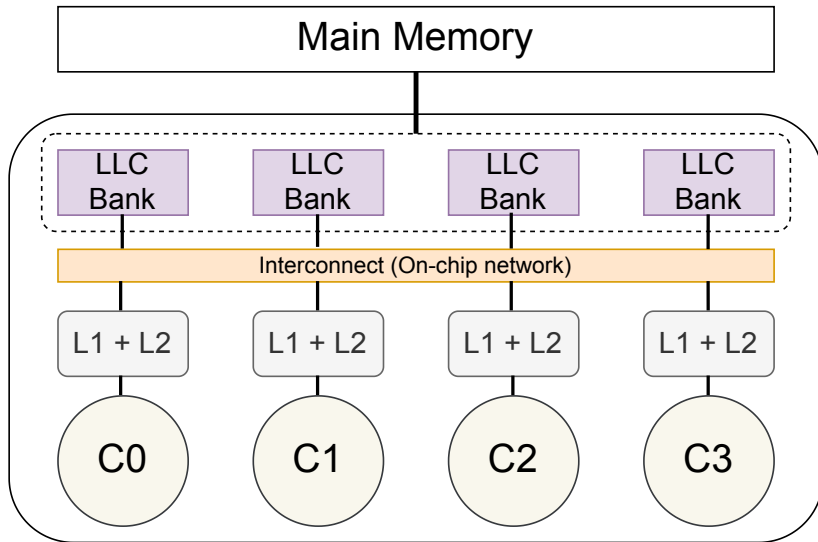 Main Memory
LLC
Bank
LLC
Bank
LLC
Bank
LLC
Bank
Interconnect (On-chip network)
L1 + L2
L1 + L2
L1 + L2
L1 + L2
C0
C1
C2
C3